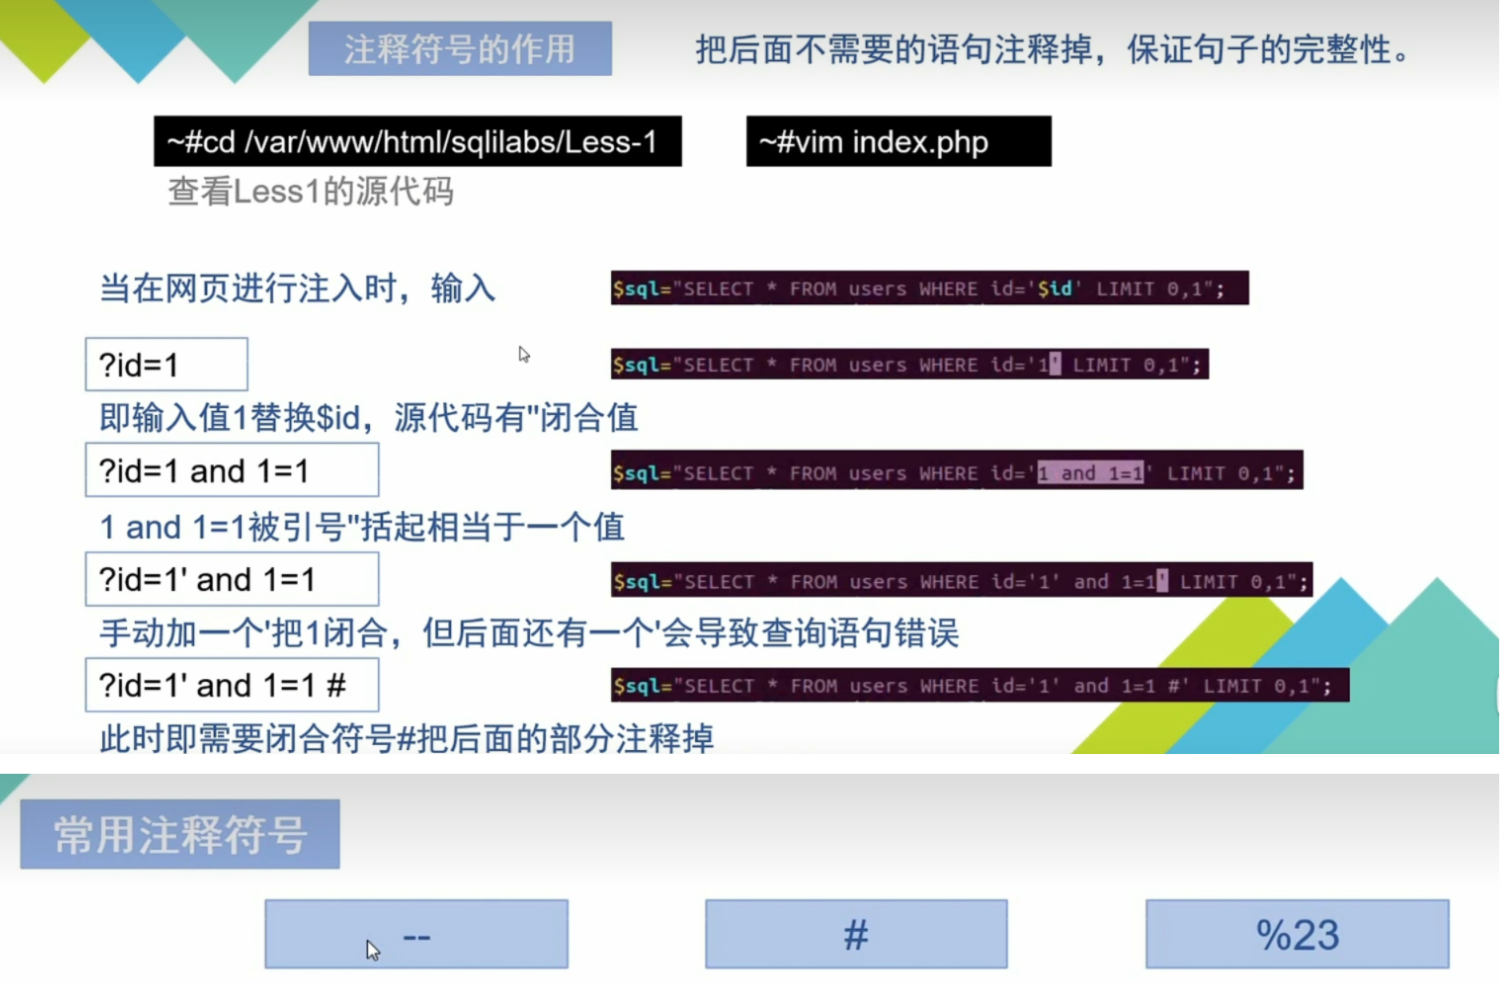 注释符号的作用
把后面不需要的语句注释掉，保证句子的完整性。
~#cd /var/www/html/sqlilabs/Less-1
~#vim index.php
查看Less1的源代码
当在网页进行注入时，输入
$sql="SELECT * FROM users WHERE id='$id' LIMIT 0,1";
?id=1
$sql="SELECT * FROM users WHERE id='1' LIMIT 0,1";
即输入值1替换$id，源代码有''闭合值
?id=1 and 1=1
$sql="SELECT * FROM users WHERE id='1 and 1=1' LIMIT 0,1";
1 and 1=1被引号''括起相当于一个值
?id=1' and 1=1
$sql="SELECT * FROM users WHERE id='1' and 1=1' LIMIT 0,1";
手动加一个'把1闭合，但后面还有一个'会导致查询语句错误
?id=1' and 1=1 #
$sql="SELECT * FROM users WHERE id='1' and 1=1 #' LIMIT 0,1";
此时即需要闭合符号#把后面的部分注释掉
常用注释符号
--
#
%23